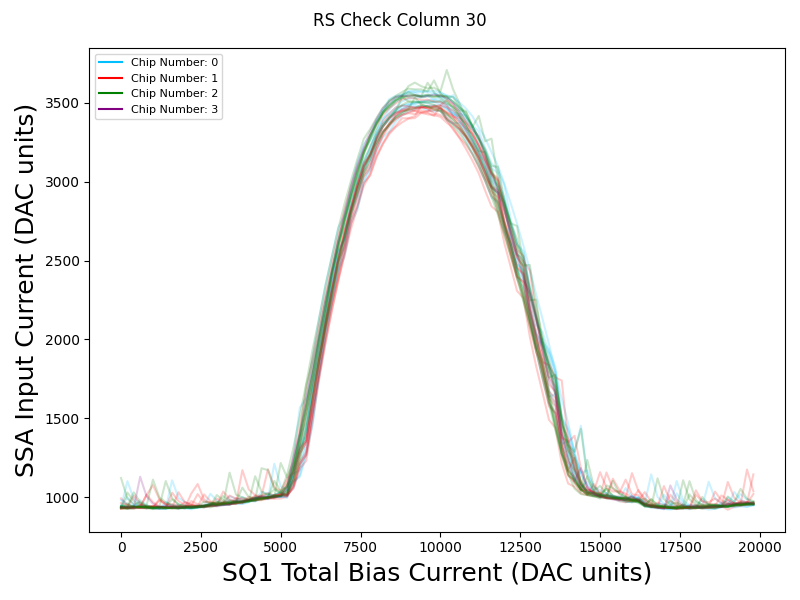 RS Check Column 30
Chip Number: 0
Chip Number: 1
Chip Number: 2
Chip Number: 3
SSA Input Current (DAC units)
3500
3000
2500
2000
1500
1000
0 2500 5000 7500 10000 12500 15000 17500 20000
SQ1 Total Bias Current (DAC units)